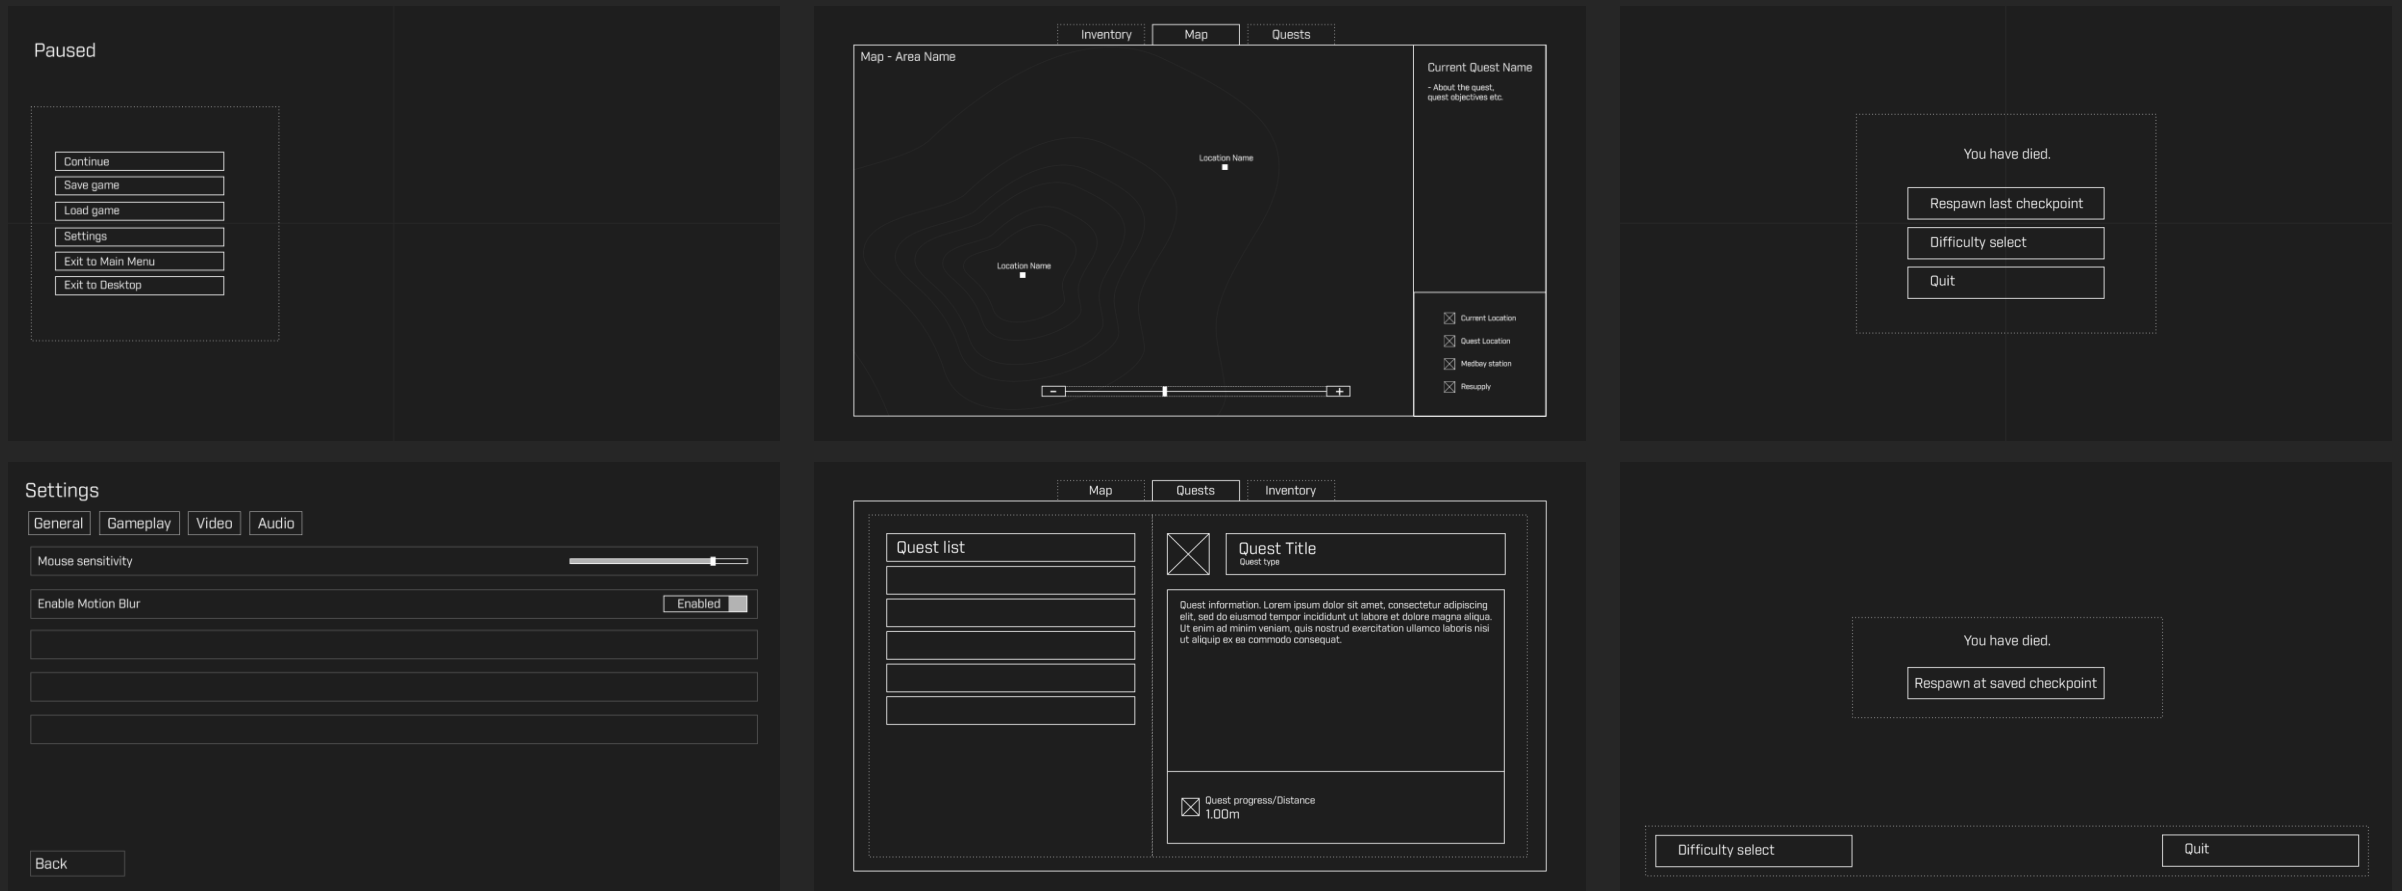 Paused
Continue
Save game
Load game
Settings
Exit to Main Menu
Exit to Desktop
Inventory
Map
Quests
Map - Area Name
Location Name
Location Name
-
+
Current Quest Name
- About the quest,
quest objectives etc.
Current Location
Quest Location
Medbay station
Resupply
You have died.
Respawn last checkpoint
Difficulty select
Quit
Settings
General
Gameplay
Video
Audio
Mouse sensitivity
Enable Motion Blur
Enabled
Back
Map
Quests
Inventory
Quest list
Quest Title
Quest type
Quest information. Lorem ipsum dolor sit amet, consectetur adipiscing
elit, sed do eiusmod tempor incididunt ut labore et dolore magna aliqua.
Ut enim ad minim veniam, quis nostrud exercitation ullamco laboris nisi
ut aliquip ex ea commodo consequat.
Quest progress/Distance
1.00m
You have died.
Respawn at saved checkpoint
Difficulty select
Quit